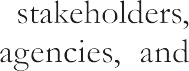 stakeholders,
agencies, and